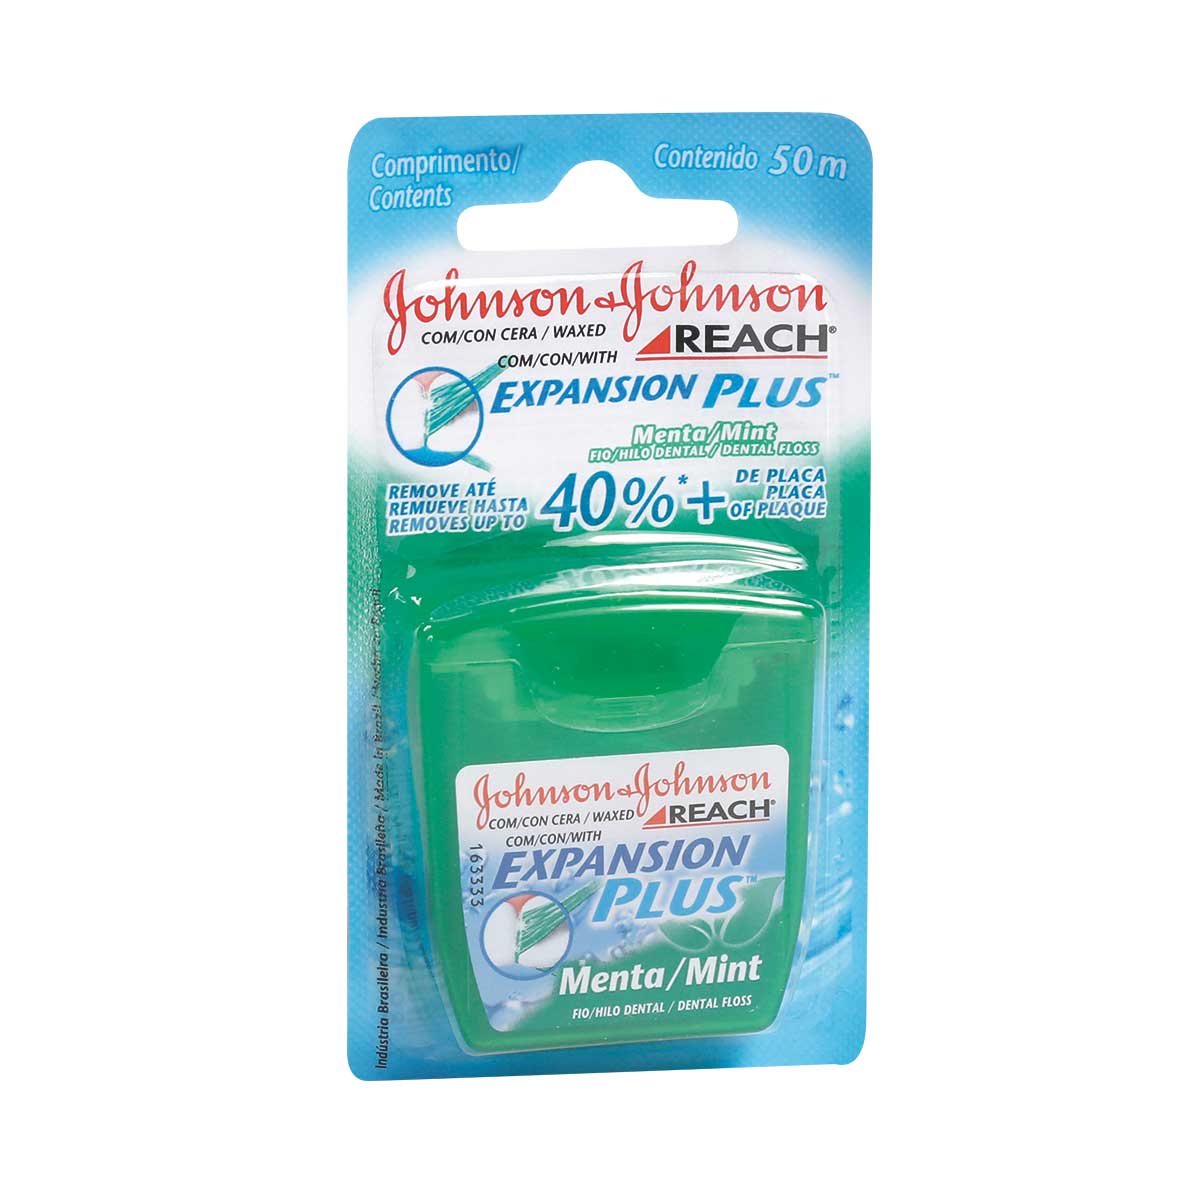 Comprimento/ Contenido 50 m
Contents
Johnson & Johnson
COM/CON CERA / WAXED
REACH®
COM/CON/WITH
EXPANSION PLUS™
Menta/Mint
FIO/HILO DENTAL / DENTAL FLOSS
REMOVE ATÉ
REMUEVE HASTA
REMOVES UP TO
40%*+
DE PLACA
PLACA
OF PLAQUE
Johnson & Johnson
COM/CON CERA / WAXED
REACH®
COM/CON/WITH
EXPANSION
PLUS™
163333
Menta/Mint
FIO/HILO DENTAL / DENTAL FLOSS
Indústria Brasileira / Industria Brasileña / Made in Brazil